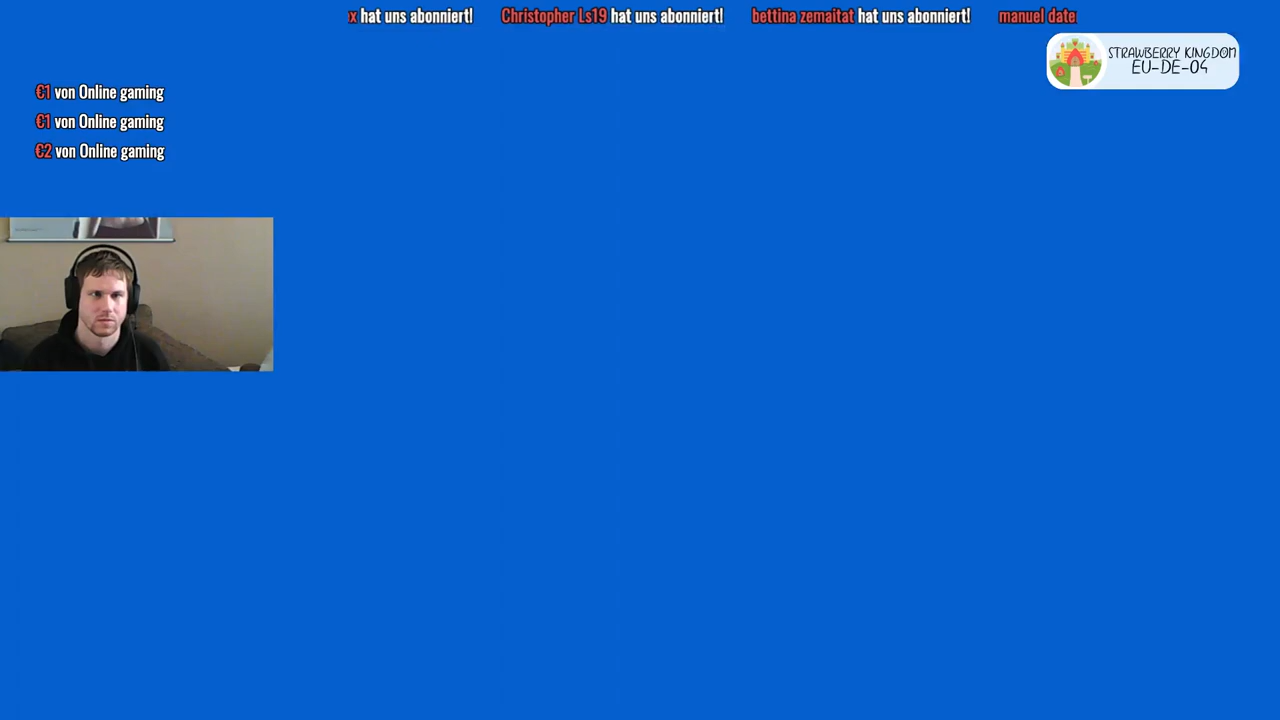 x hat uns abonniert! Christopher Ls19 hat uns abonniert! bettina zemaitat hat uns abonniert! manuel date
STRAWBERRY KINGDOM
EU-DE-04
€1 von Online gaming
€1 von Online gaming
€2 von Online gaming